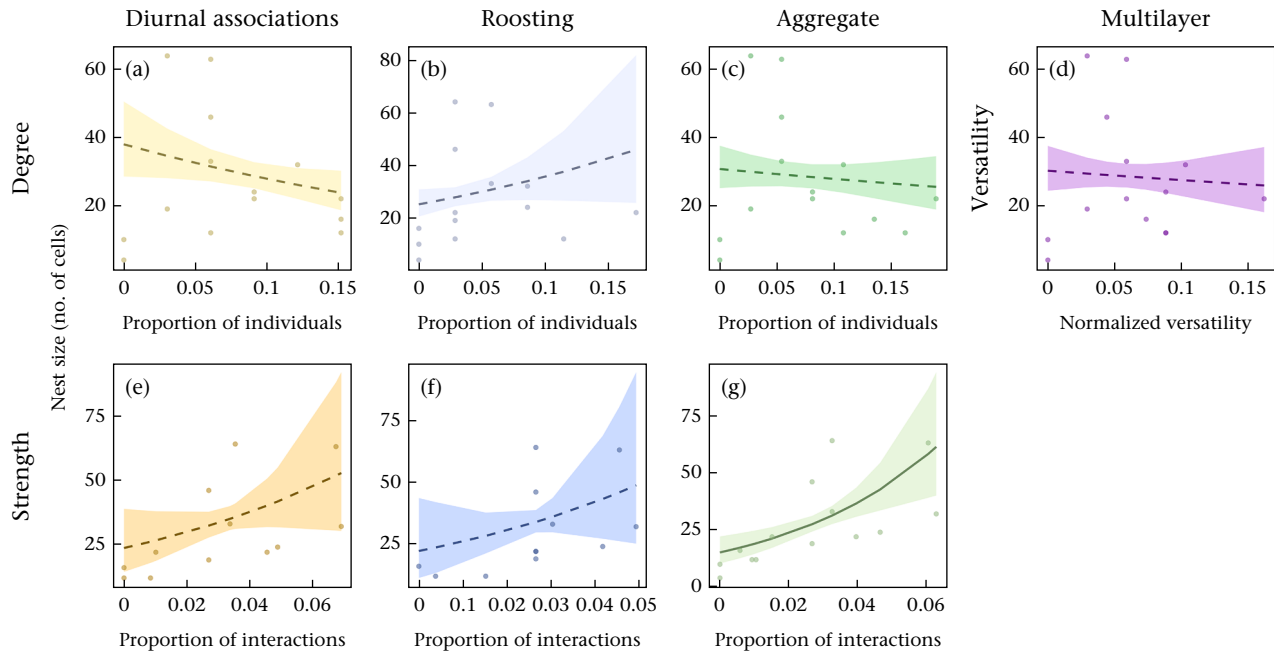 Diurnal associations
Roosting
Aggregate
Multilayer
Degree
Nest size (no. of cells)
(a)
60
40
20
0 0.05 0.1 0.15
Proportion of individuals
(b)
80
60
40
20
0
0 0.05 0.1 0.15
Proportion of individuals
(c)
60
40
20
0 0.05 0.1 0.15
Proportion of individuals
Versatility
(d)
60
40
20
0 0.05 0.1 0.15
Normalized versatility
Strength
(e)
75
50
25
0 0.02 0.04 0.06
Proportion of interactions
(f)
75
50
25
0 0.1 0.02 0.03 0.04 0.05
Proportion of interactions
(g)
75
50
25
0
0 0.02 0.04 0.06
Proportion of interactions